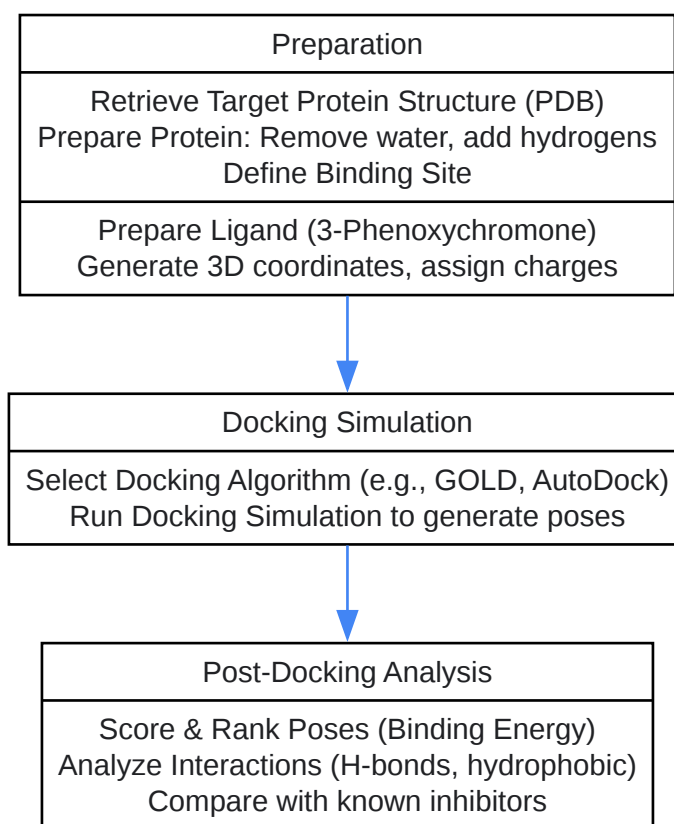 Preparation
Retrieve Target Protein Structure (PDB)
Prepare Protein: Remove water, add hydrogens
Define Binding Site
Prepare Ligand (3-Phenoxychromone)
Generate 3D coordinates, assign charges
Docking Simulation
Select Docking Algorithm (e.g., GOLD, AutoDock)
Run Docking Simulation to generate poses
Post-Docking Analysis
Score & Rank Poses (Binding Energy)
Analyze Interactions (H-bonds, hydrophobic)
Compare with known inhibitors